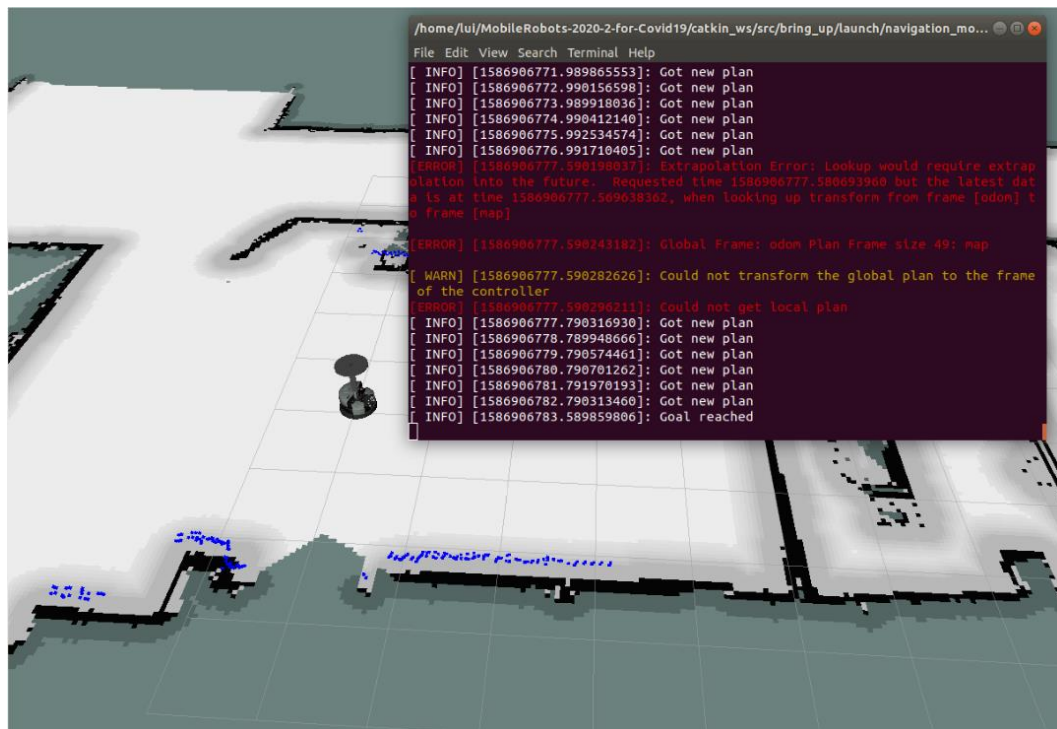 /home/lui/MobileRobots-2020-2-for-Covid19/catkin_ws/src/bring_up/launch/navigation_mo...
File Edit View Search Terminal Help
[ INFO] [1586906771.989865553]: Got new plan
[ INFO] [1586906772.990156598]: Got new plan
[ INFO] [1586906773.989918036]: Got new plan
[ INFO] [1586906774.990412140]: Got new plan
[ INFO] [1586906775.992534574]: Got new plan
[ INFO] [1586906776.991710405]: Got new plan
[ERROR] [1586906777.590190037]: Extrapolation Error: Lookup would require extrap
olation into the future.  Requested time 1586906777.580693960 but the latest dat
a is at time 1586906777.569638362, when looking up transform from frame [odom] t
o frame [map]
[ERROR] [1586906777.590243182]: Global Frame: odom Plan Frame size 49: map
[ WARN] [1586906777.590282626]: Could not transform the global plan to the frame
 of the controller
[ERROR] [1586906777.590296211]: Could not get local plan
[ INFO] [1586906777.790316930]: Got new plan
[ INFO] [1586906778.789948666]: Got new plan
[ INFO] [1586906779.790574461]: Got new plan
[ INFO] [1586906780.790701262]: Got new plan
[ INFO] [1586906781.791970193]: Got new plan
[ INFO] [1586906782.790313460]: Got new plan
[ INFO] [1586906783.589859806]: Goal reached